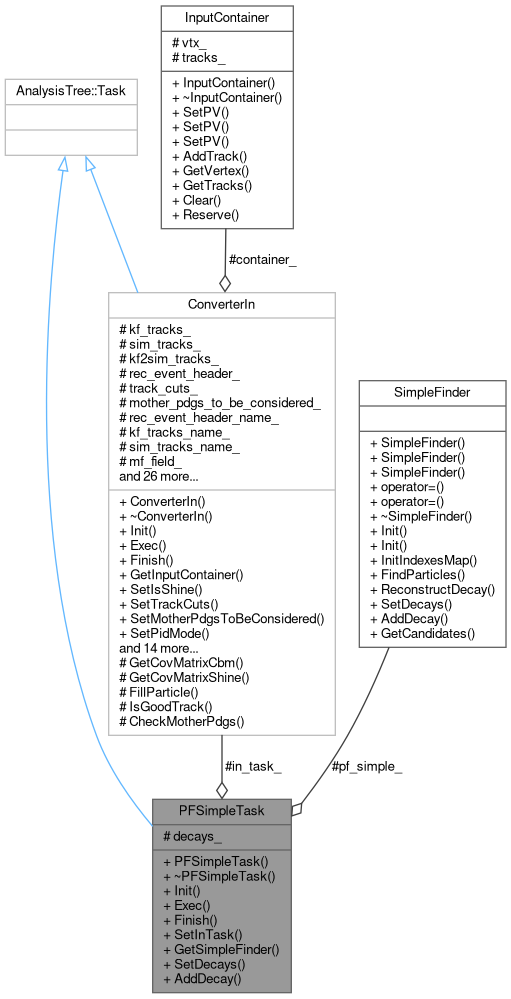 InputContainer
# vtx_
# tracks_
+ InputContainer()
+ ~InputContainer()
+ SetPV()
+ SetPV()
+ SetPV()
+ AddTrack()
+ GetVertex()
+ GetTracks()
+ Clear()
+ Reserve()
AnalysisTree::Task
#container_
ConverterIn
# kf_tracks_
# sim_tracks_
# kf2sim_tracks_
# rec_event_header_
# track_cuts_
# mother_pdgs_to_be_considered_
# rec_event_header_name_
# kf_tracks_name_
# sim_tracks_name_
# mf_field_
and 26 more...
+ ConverterIn()
+ ~ConverterIn()
+ Init()
+ Exec()
+ Finish()
+ GetInputContainer()
+ SetIsShine()
+ SetTrackCuts()
+ SetMotherPdgsToBeConsidered()
+ SetPidMode()
and 14 more...
# GetCovMatrixCbm()
# GetCovMatrixShine()
# FillParticle()
# IsGoodTrack()
# CheckMotherPdgs()
SimpleFinder
+ SimpleFinder()
+ SimpleFinder()
+ SimpleFinder()
+ operator=()
+ operator=()
+ ~SimpleFinder()
+ Init()
+ Init()
+ InitIndexesMap()
+ FindParticles()
+ ReconstructDecay()
+ SetDecays()
+ AddDecay()
+ GetCandidates()
#in_task_
#pf_simple_
PFSimpleTask
# decays_
+ PFSimpleTask()
+ ~PFSimpleTask()
+ Init()
+ Exec()
+ Finish()
+ SetInTask()
+ GetSimpleFinder()
+ SetDecays()
+ AddDecay()